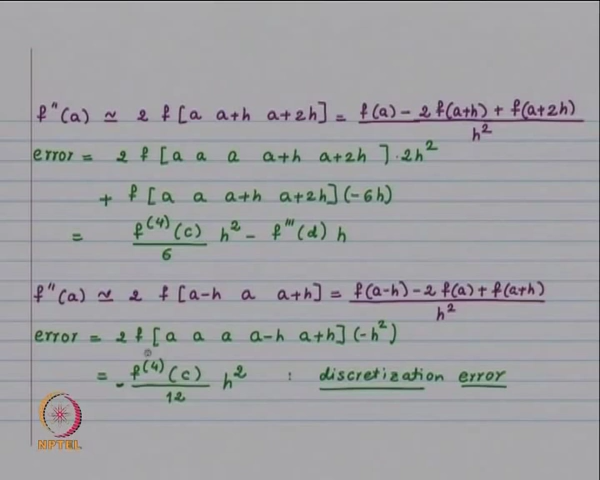 f''(a) ≃ 2 f[a a+h a+2h] = f(a) - 2 f(a+h) + f(a+2h) / h²
error = 2 f[a a a a+h a+2h] · 2h²
+ f[a a a+h a+2h](-6h)
= f⁽⁴⁾(c) / 6 h² - f'''(d) h
f''(a) ≃ 2 f[a-h a a+h] = f(a-h) - 2 f(a) + f(a+h) / h²
error = 2 f[a a a a-h a+h](-h²)
= - f⁽⁴⁾(c) / 12 h² : discretization error
NPTEL